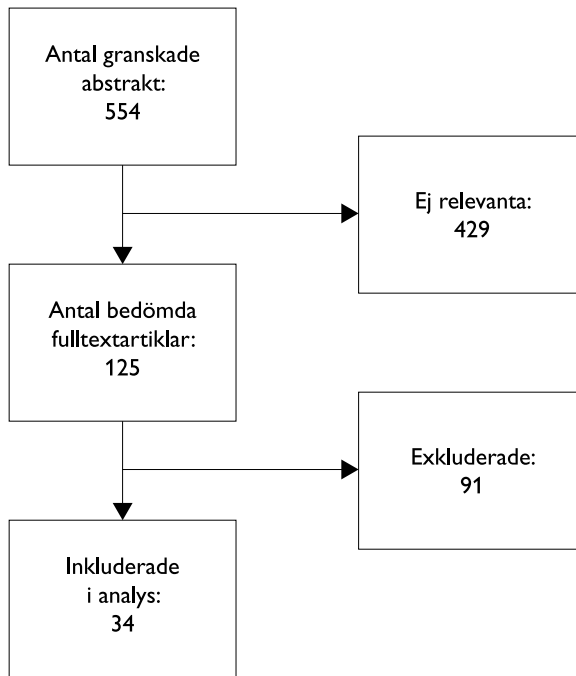 Antal granskade
abstrakt:
554
Ej relevanta:
429
Antal bedömda
fulltextartiklar:
125
Exkluderade:
91
Inkluderade
i analys:
34